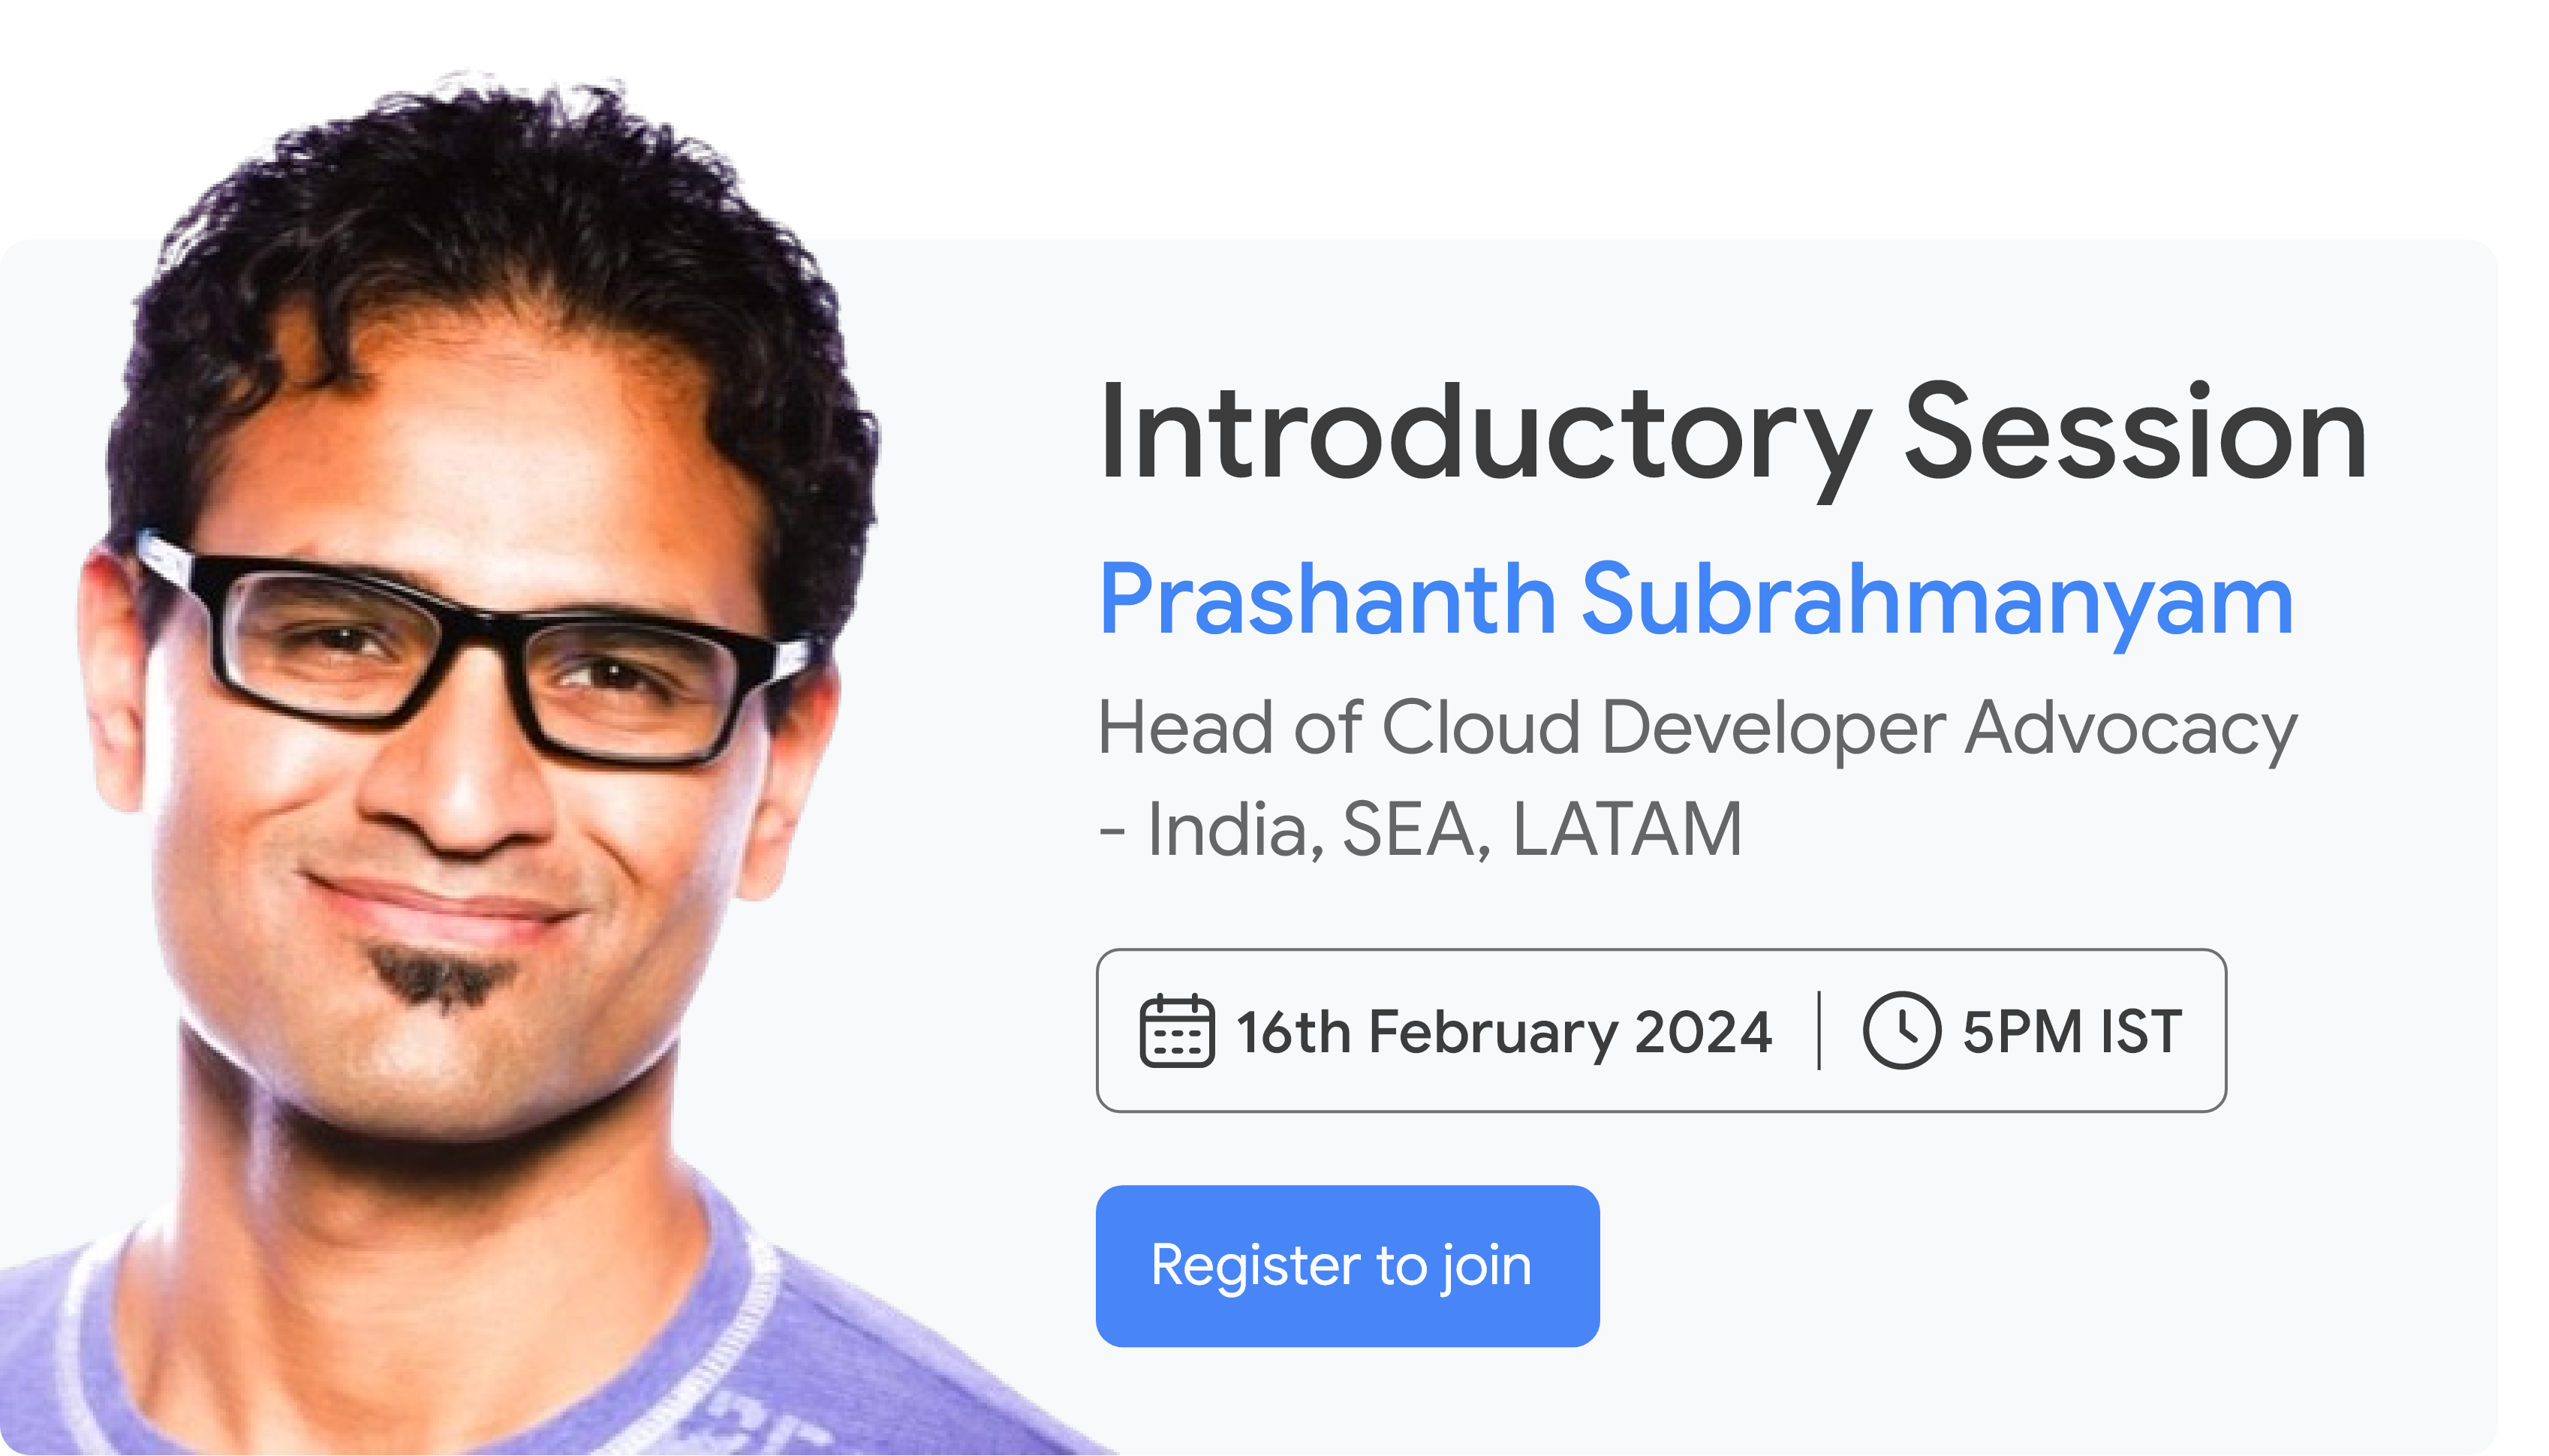 Introductory Session
Prashanth Subrahmanyam
Head of Cloud Developer Advocacy
- India, SEA, LATAM
16th February 2024 | 5PM IST
Register to join